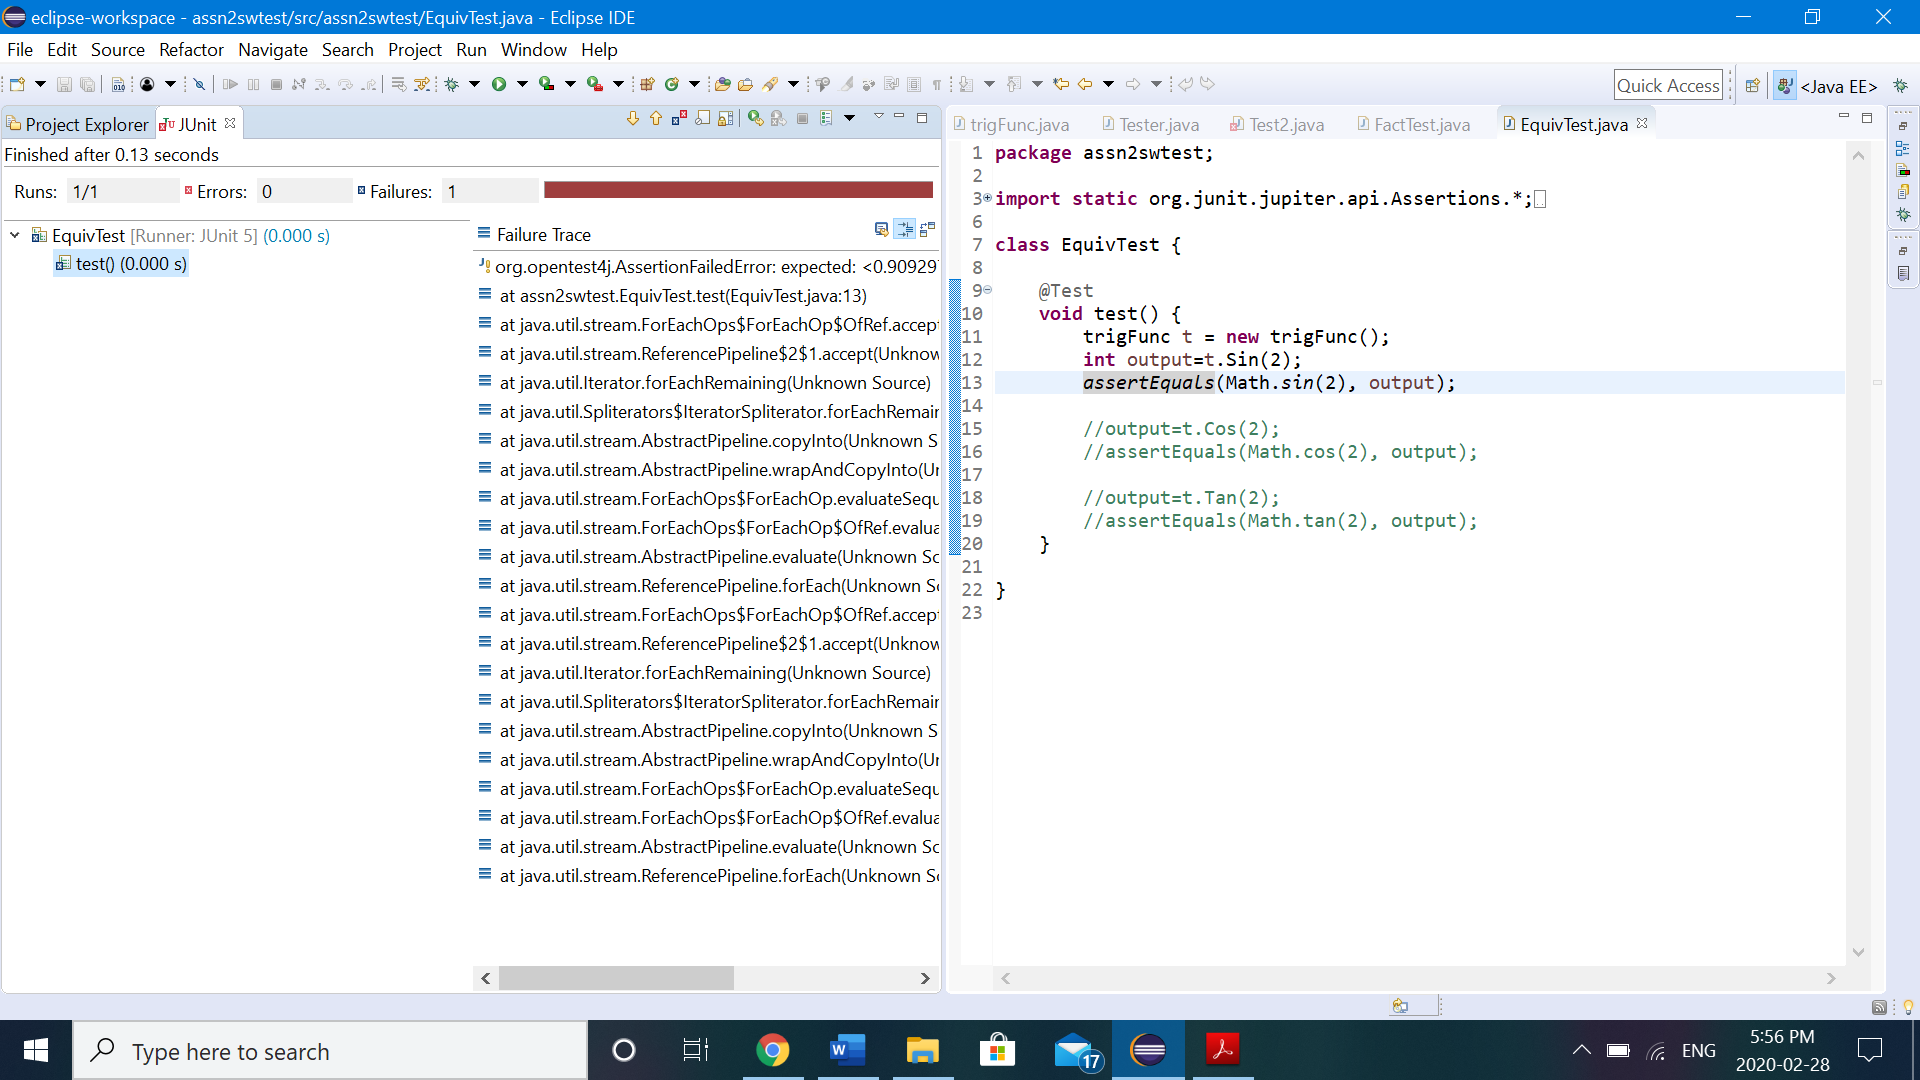 eclipse-workspace - assn2swtest/src/assn2swtest/EquivTest.java - Eclipse IDE
File Edit Source Refactor Navigate Search Project Run Window Help
Quick Access
<Java EE>
Project Explorer
JUnit
Finished after 0.13 seconds
Runs: 1/1
Errors: 0
Failures: 1
EquivTest [Runner: JUnit 5] (0.000 s)
test() (0.000 s)
Failure Trace
org.opentest4j.AssertionFailedError: expected: <0.90929
at assn2swtest.EquivTest.test(EquivTest.java:13)
at java.util.stream.ForEachOps$ForEachOp$OfRef.accept
at java.util.stream.ReferencePipeline$2$1.accept(Unknow
at java.util.Iterator.forEachRemaining(Unknown Source)
at java.util.Spliterators$IteratorSpliterator.forEachRemair
at java.util.stream.AbstractPipeline.copyInto(Unknown S
at java.util.stream.AbstractPipeline.wrapAndCopyInto(Ur
at java.util.stream.ForEachOps$ForEachOp.evaluateSequ
at java.util.stream.ForEachOps$ForEachOp$OfRef.evalua
at java.util.stream.AbstractPipeline.evaluate(Unknown Sc
at java.util.stream.ReferencePipeline.forEach(Unknown S
at java.util.stream.ForEachOps$ForEachOp$OfRef.accept
at java.util.stream.ReferencePipeline$2$1.accept(Unknow
at java.util.Iterator.forEachRemaining(Unknown Source)
at java.util.Spliterators$IteratorSpliterator.forEachRemair
at java.util.stream.AbstractPipeline.copyInto(Unknown S
at java.util.stream.AbstractPipeline.wrapAndCopyInto(Ur
at java.util.stream.ForEachOps$ForEachOp.evaluateSequ
at java.util.stream.ForEachOps$ForEachOp$OfRef.evalua
at java.util.stream.AbstractPipeline.evaluate(Unknown Sc
at java.util.stream.ReferencePipeline.forEach(Unknown S
trigFunc.java
Tester.java
Test2.java
FactTest.java
EquivTest.java
1 package assn2swtest;
2
3 import static org.junit.jupiter.api.Assertions.*;
6
7 class EquivTest {
8
9 @Test
10 void test() {
11 trigFunc t = new trigFunc();
12 int output=t.Sin(2);
13 assertEquals(Math.sin(2), output);
14
15 //output=t.Cos(2);
16 //assertEquals(Math.cos(2), output);
17
18 //output=t.Tan(2);
19 //assertEquals(Math.tan(2), output);
20 }
21
22 }
23
Type here to search
17
ENG
5:56 PM
2020-02-28